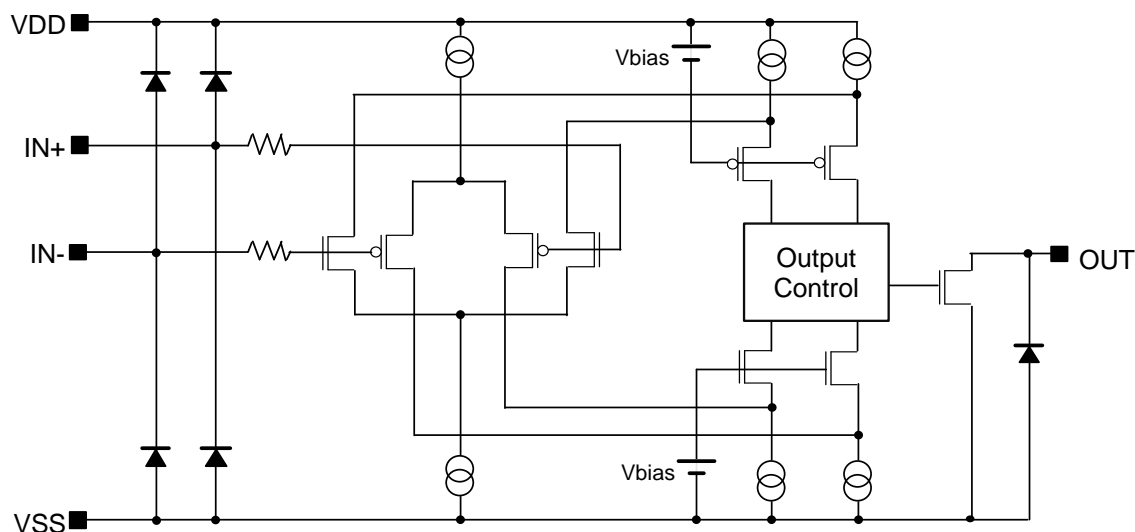 VDD
Vbias
IN+
IN-
Output
Control
OUT
Vbias
VSS